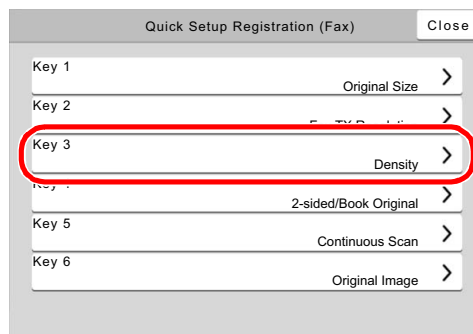 Quick Setup Registration (Fax)
Close
Key 1
Original Size
Key 2
Key 3
Density
2-sided/Book Original
Key 5
Continuous Scan
Key 6
Original Image